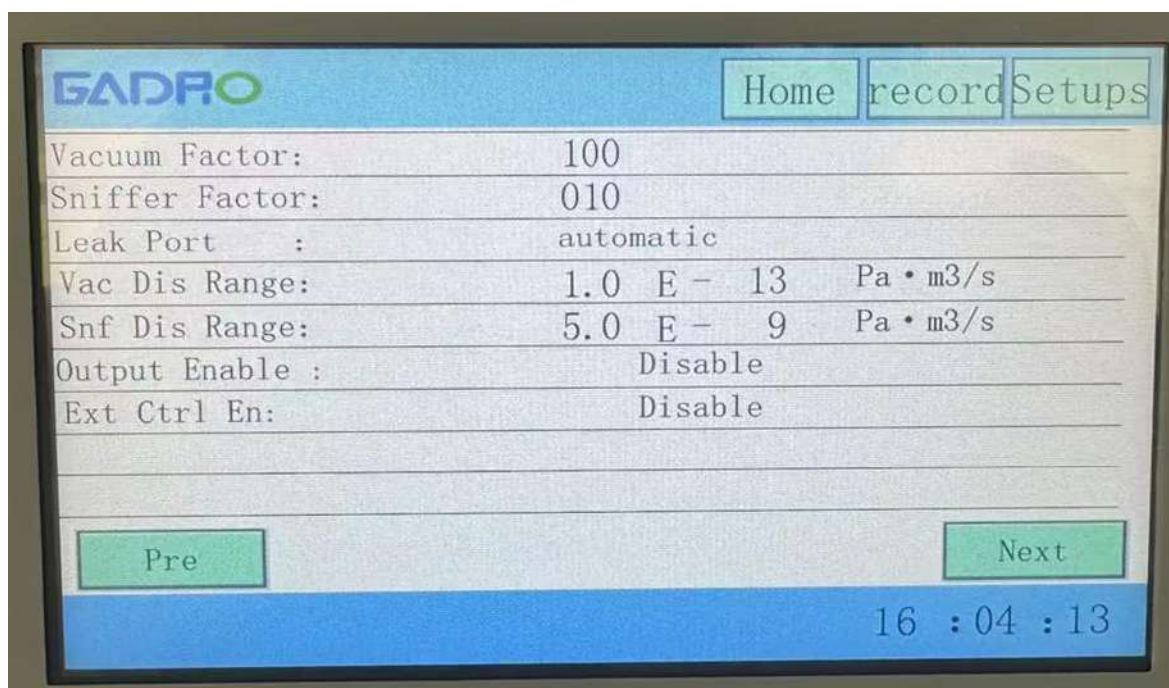 GADRO
Home record Setups
Vacuum Factor: 100
Sniffer Factor: 010
Leak Port : automatic
Vac Dis Range: 1.0 E - 13 Pa·m3/s
Snf Dis Range: 5.0 E - 9 Pa·m3/s
Output Enable : Disable
Ext Ctrl En: Disable
Pre Next
16 : 04 : 13